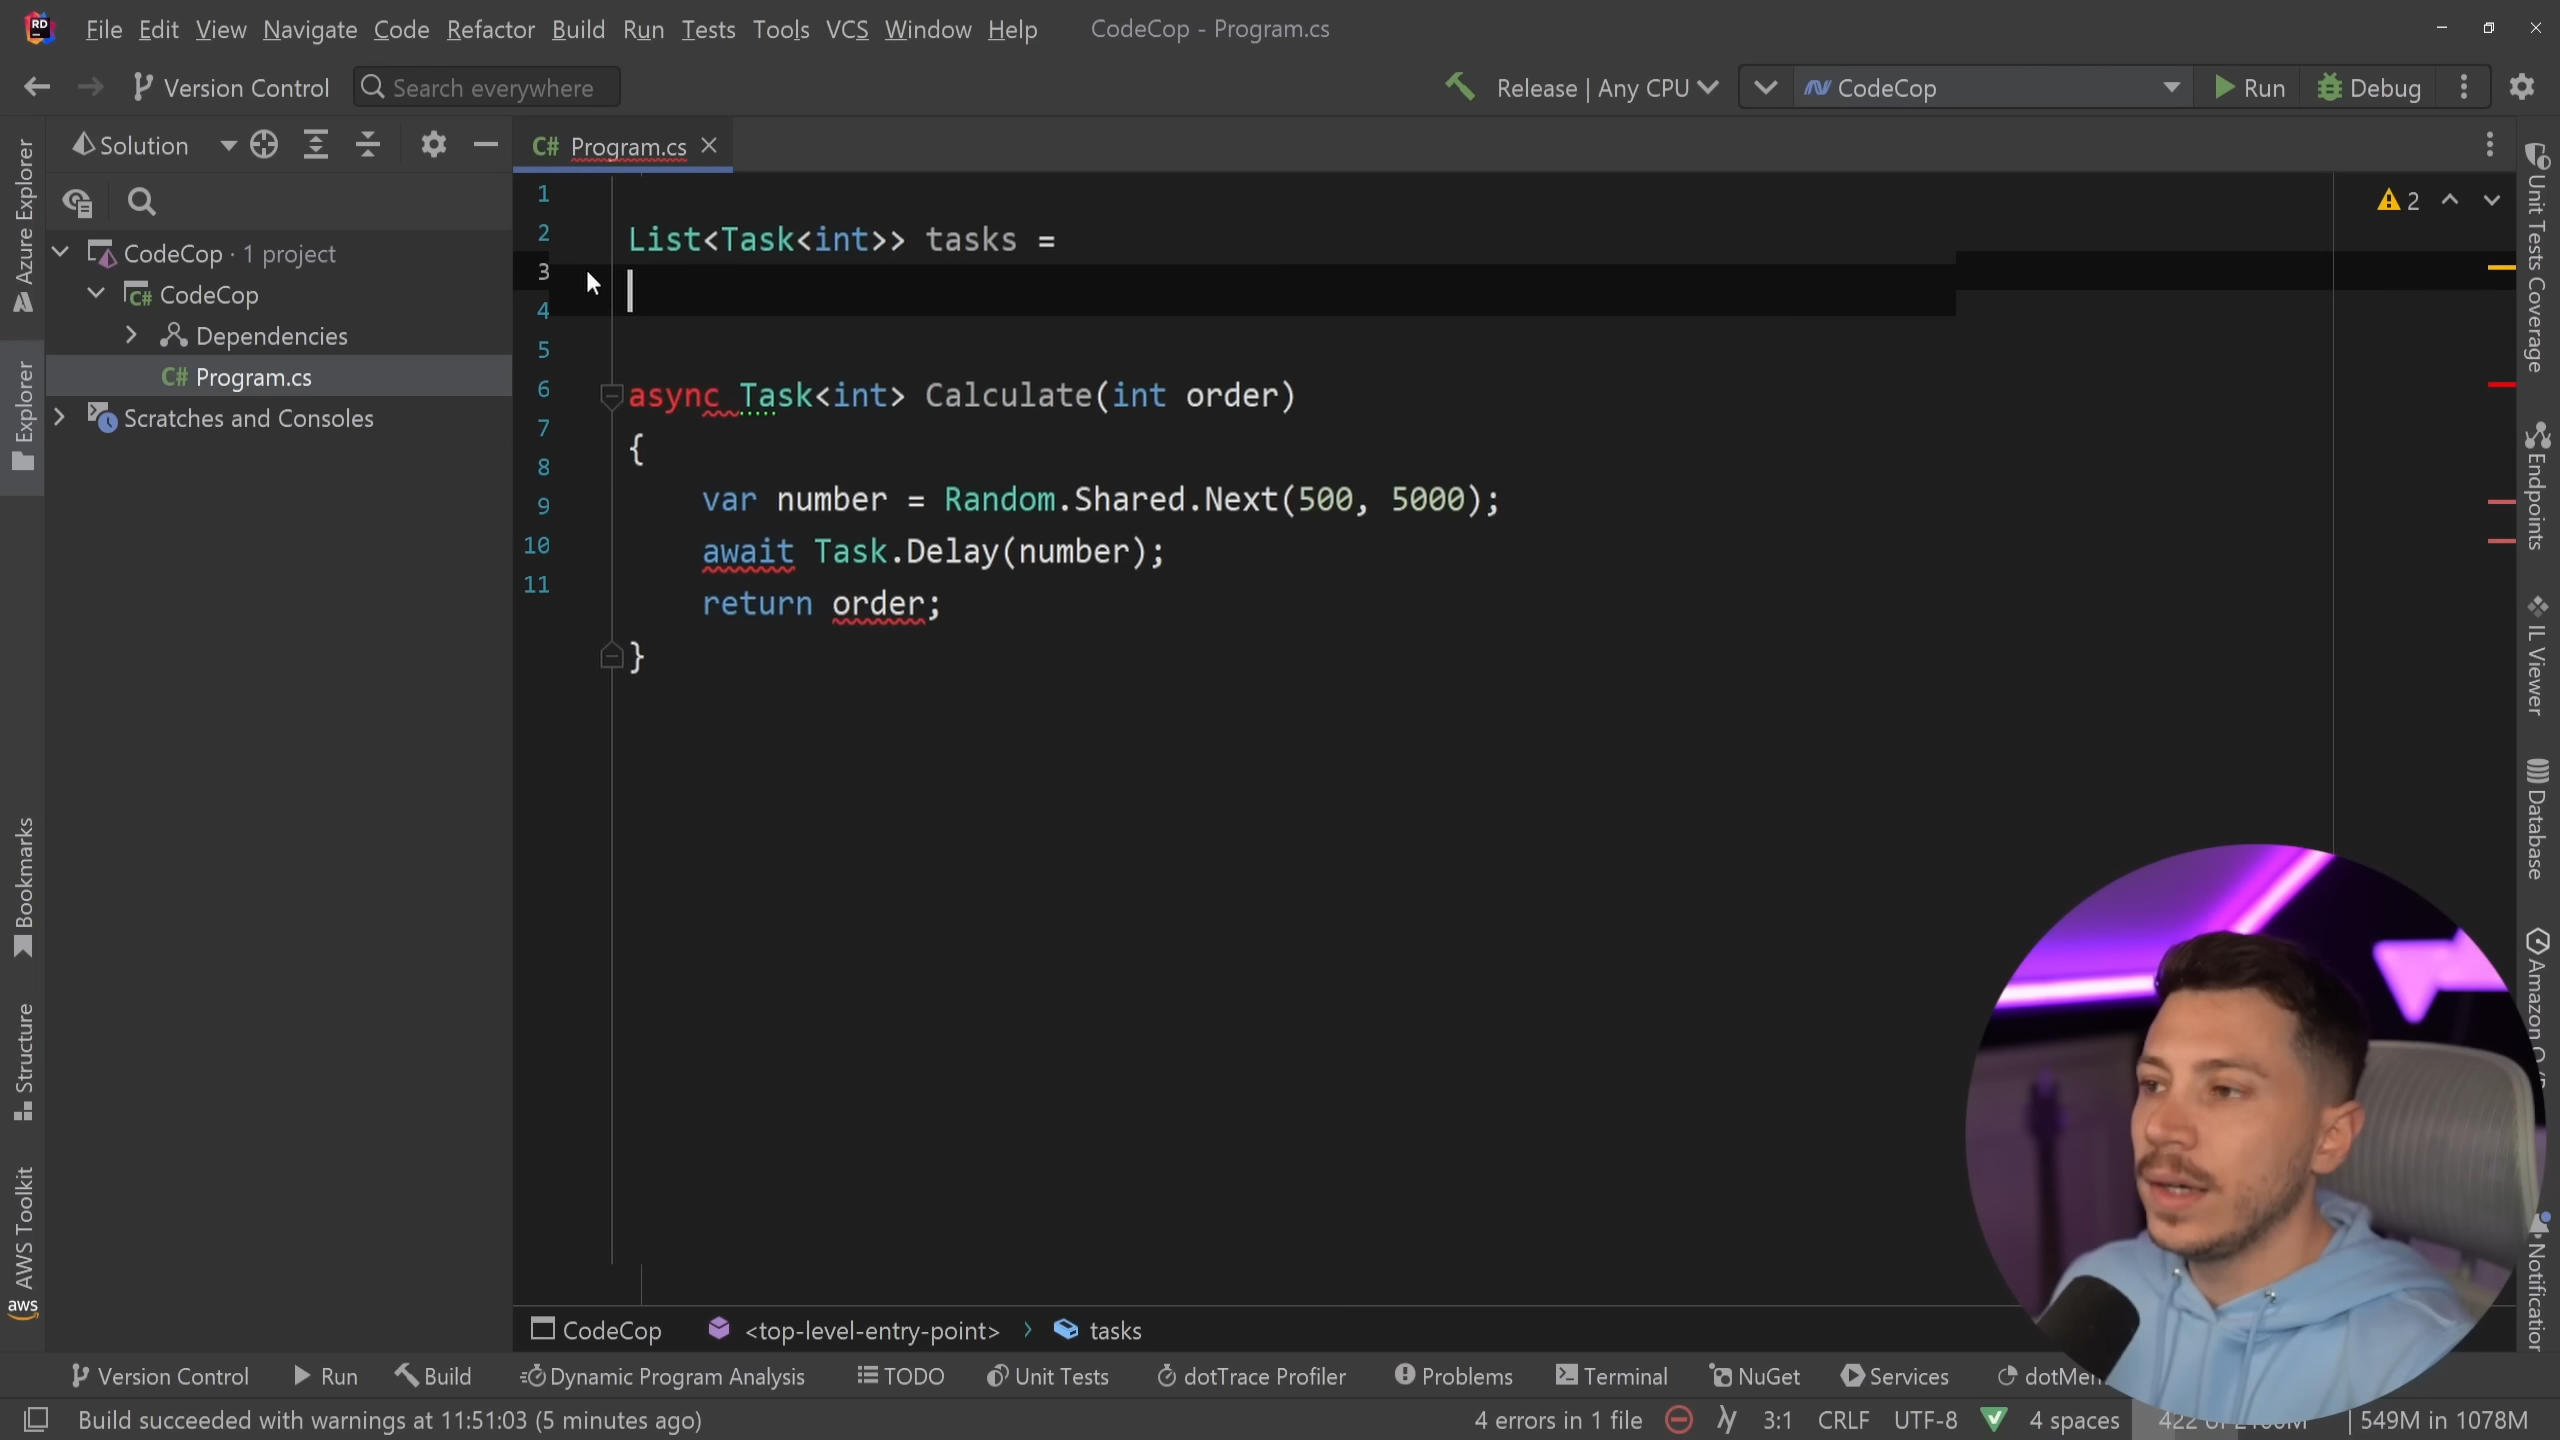 RD
File Edit View Navigate Code Refactor Build Run Tests Tools VCS Window Help CodeCop - Program.cs
Version Control Search everywhere Release | Any CPU CodeCop Run Debug
Solution C# Program.cs
1
2 List<Task<int>> tasks =
3
4
5
6 async Task<int> Calculate(int order)
7 {
8 var number = Random.Shared.Next(500, 5000);
9 await Task.Delay(number);
10 return order;
11 }
2
CodeCop · 1 project
C# CodeCop
Dependencies
C# Program.cs
Scratches and Consoles
Azure Explorer
Explorer
Bookmarks
Structure
AWS Toolkit
aws
Unit Tests Coverage
Endpoints
IL Viewer
Database
Amazon Q
CodeCop <top-level-entry-point> tasks
Version Control Run Build Dynamic Program Analysis TODO Unit Tests dotTrace Profiler Problems Terminal NuGet Services
Build succeeded with warnings at 11:51:03 (5 minutes ago) 4 errors in 1 file 3:1 CRLF UTF-8 4 spaces 549M in 1078M